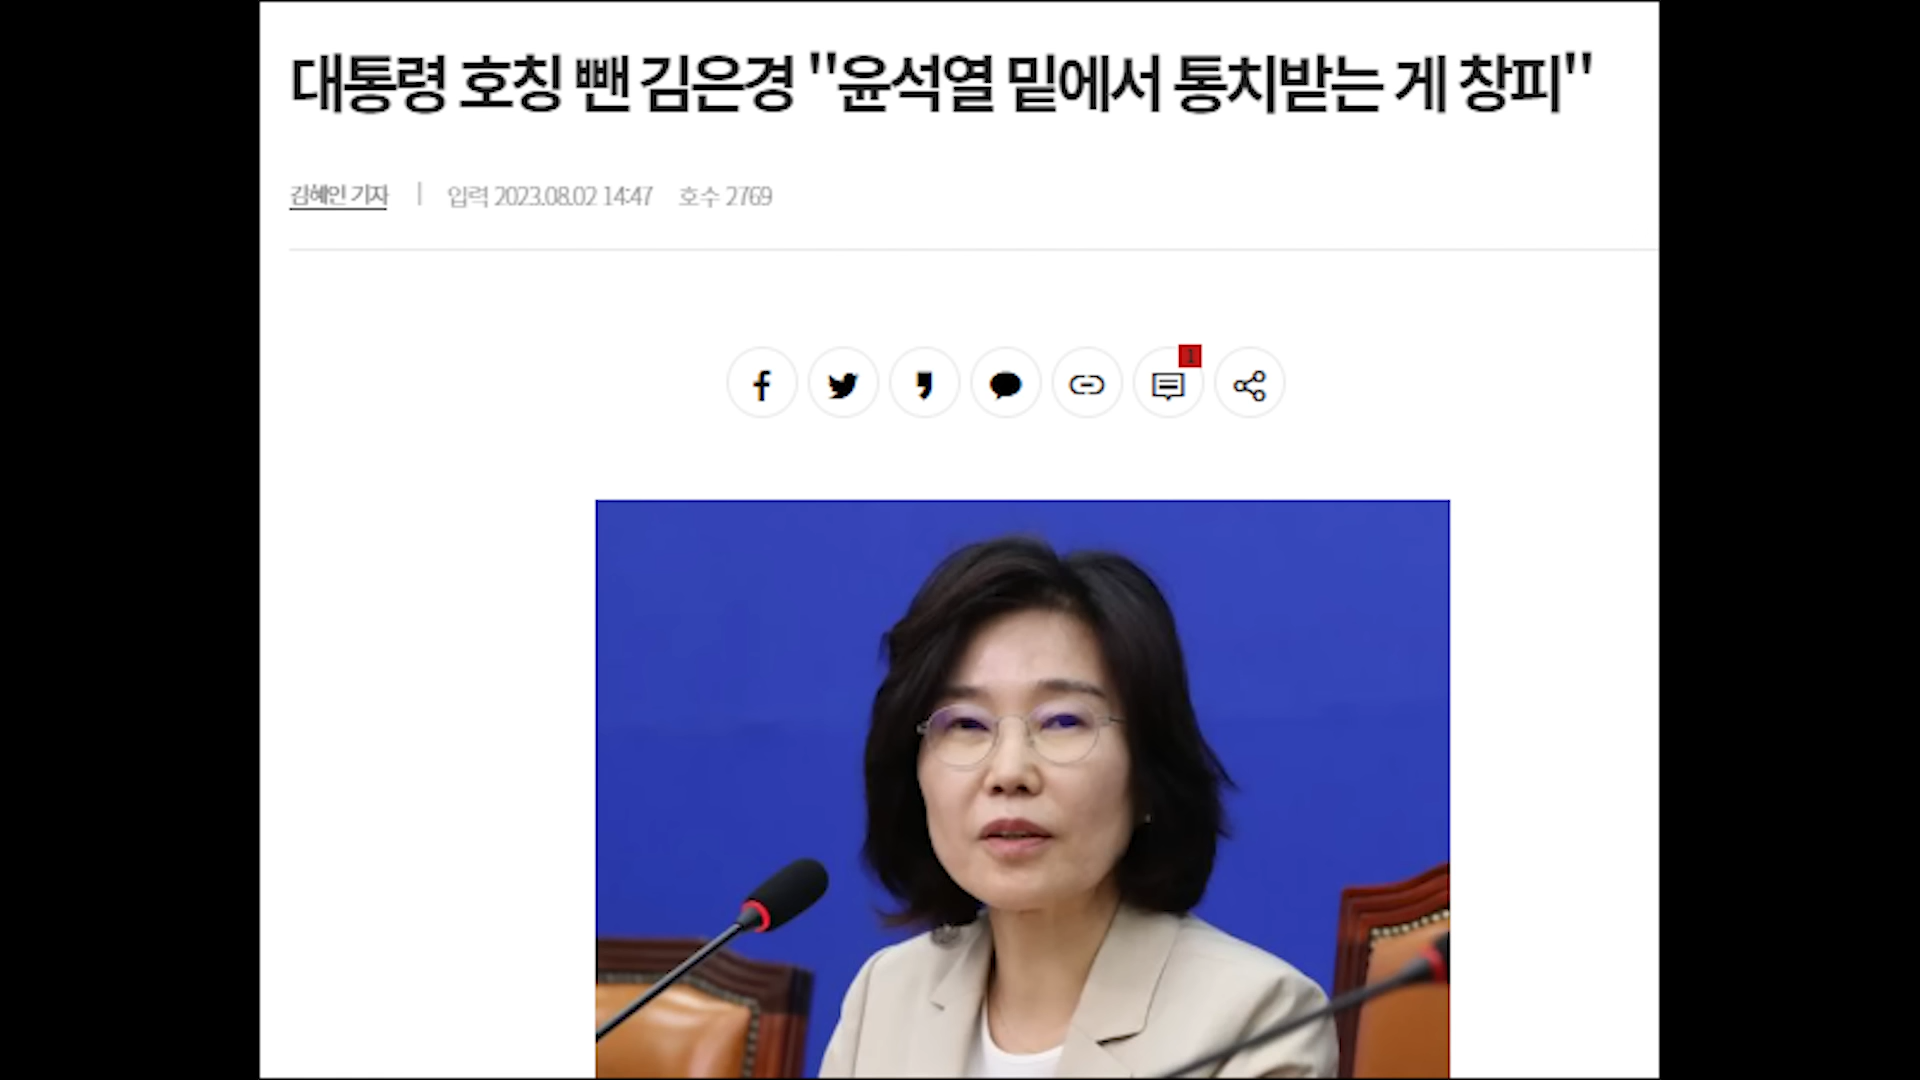 대통령 호칭 뺀 김은경 "윤석열 밑에서 통치받는 게 창피"
김혜인 기자 | 입력 2023.08.02 14:47 호수 2769
1